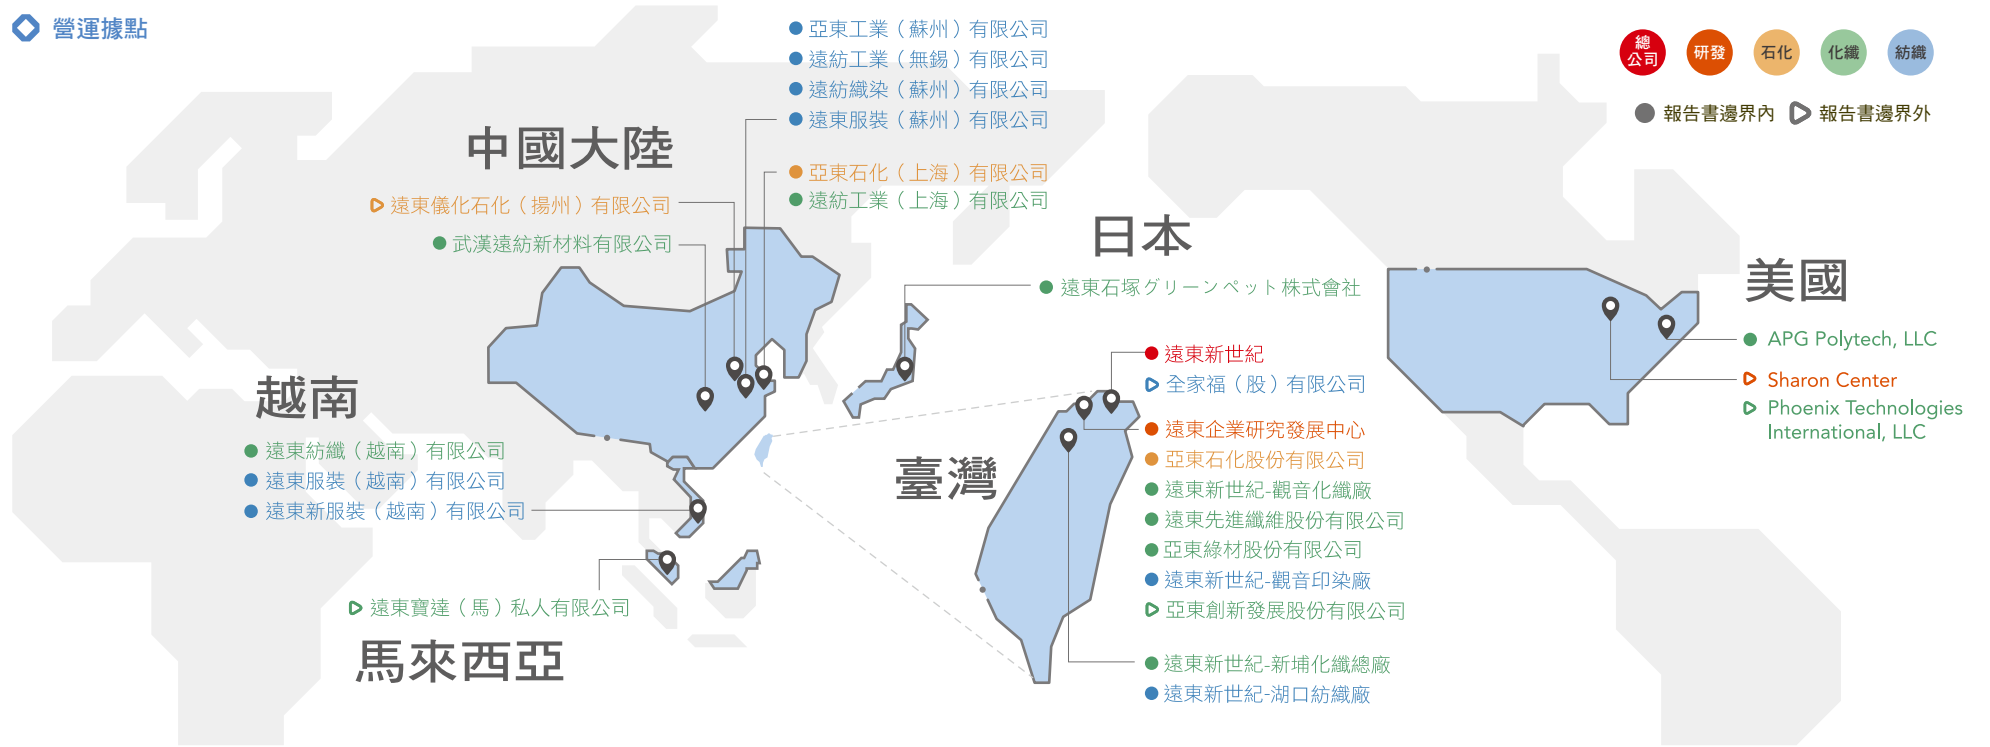 營運據點
總公司
研發
石化
化纖
紡織
報告書邊界內
報告書邊界外
中國大陸
亞東工業（蘇州）有限公司
遠紡工業（無錫）有限公司
遠紡織染（蘇州）有限公司
遠東服裝（蘇州）有限公司
亞東石化（上海）有限公司
遠紡工業（上海）有限公司
遠東儀化石化（揚州）有限公司
武漢遠紡新材料有限公司
日本
遠東石塚グリーンペット株式會社
美國
APG Polytech, LLC
Sharon Center
Phoenix Technologies
International, LLC
越南
遠東紡纖（越南）有限公司
遠東服裝（越南）有限公司
遠東新服裝（越南）有限公司
臺灣
遠東新世紀
全家福（股）有限公司
遠東企業研究發展中心
亞東石化股份有限公司
遠東新世紀-觀音化纖廠
遠東先進纖維股份有限公司
亞東綠材股份有限公司
遠東新世紀-觀音印染廠
亞東創新發展股份有限公司
遠東新世紀-新埔化纖總廠
遠東新世紀-湖口紡織廠
遠東寶達（馬）私人有限公司
馬來西亞